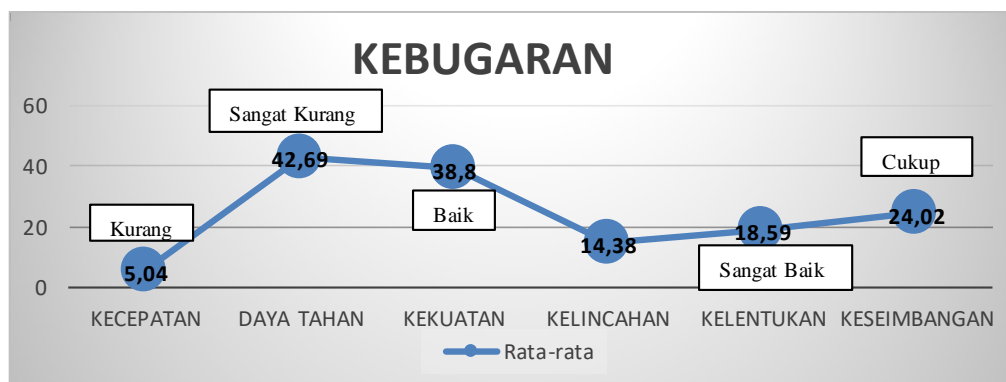 KEBUGARAN
60
40
20
0
Sangat Kurang
Cukup
Kurang
Baik
Sangat Baik
5,04
42,69
38,8
14,38
18,59
24,02
KECEPATAN DAYA TAHAN KEKUATAN KELINCAHAN KELENTUKAN KESEIMBANGAN
Rata-rata